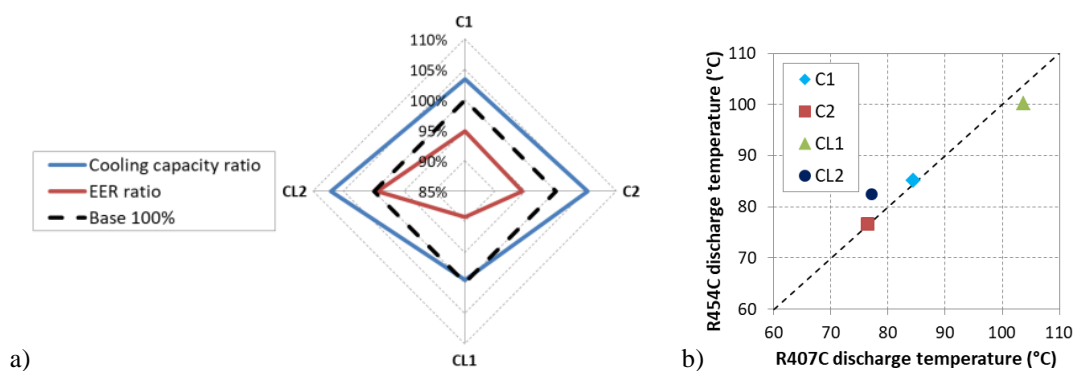 C1
110%
105%
100%
95%
90%
85%
CL2
C2
CL1
Cooling capacity ratio
EER ratio
Base 100%
a)
b)
R454C discharge temperature (°C)
110
100
90
80
70
60
C1
C2
CL1
CL2
60 70 80 90 100 110
R407C discharge temperature (°C)